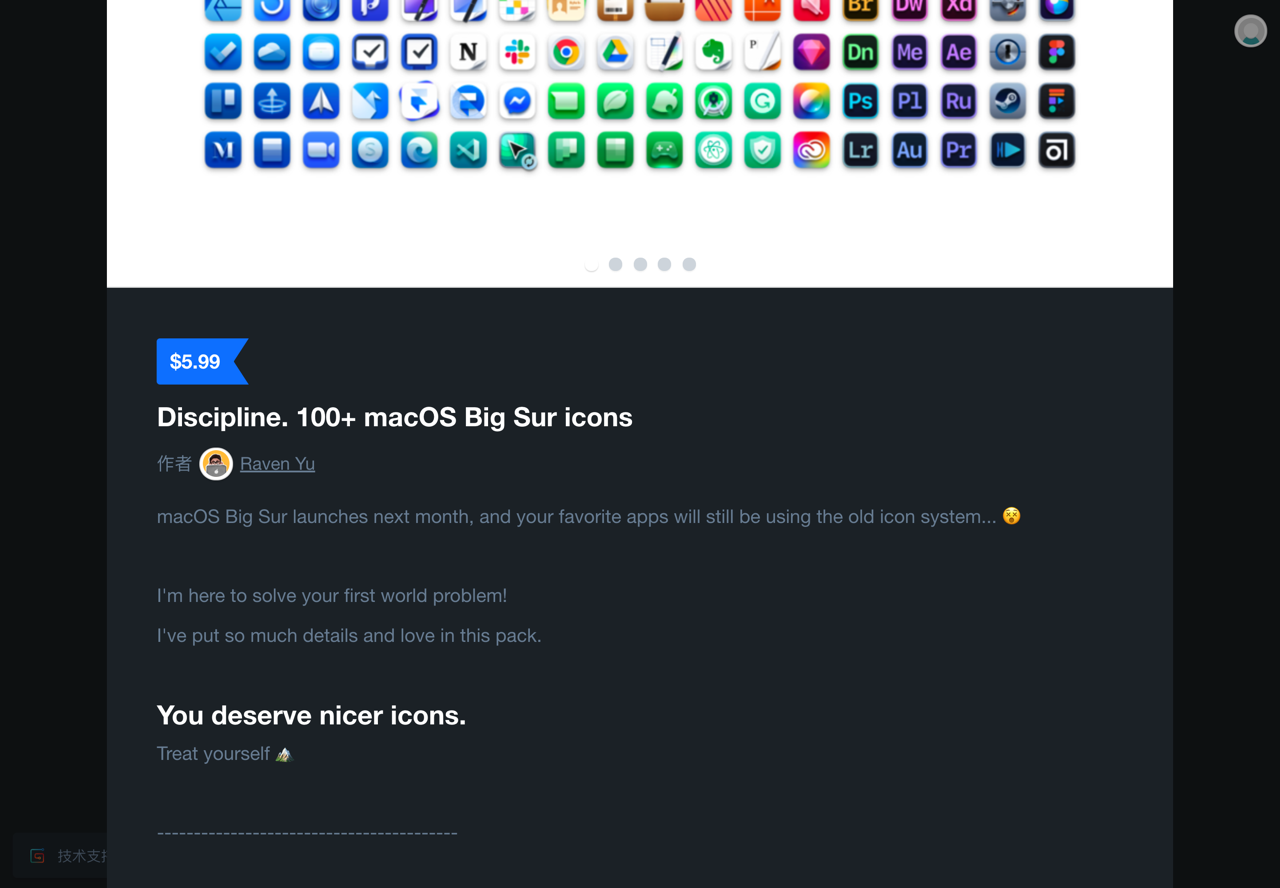 Br Dw Xd
N P Dn Me Ae
Ps Pl Ru
Lr Au Pr
$5.99
Discipline. 100+ macOS Big Sur icons
作者 Raven Yu
macOS Big Sur launches next month, and your favorite apps will still be using the old icon system... 😵
I'm here to solve your first world problem!
I've put so much details and love in this pack.
You deserve nicer icons.
Treat yourself ⛰️
-----------------------------------------
技术支持